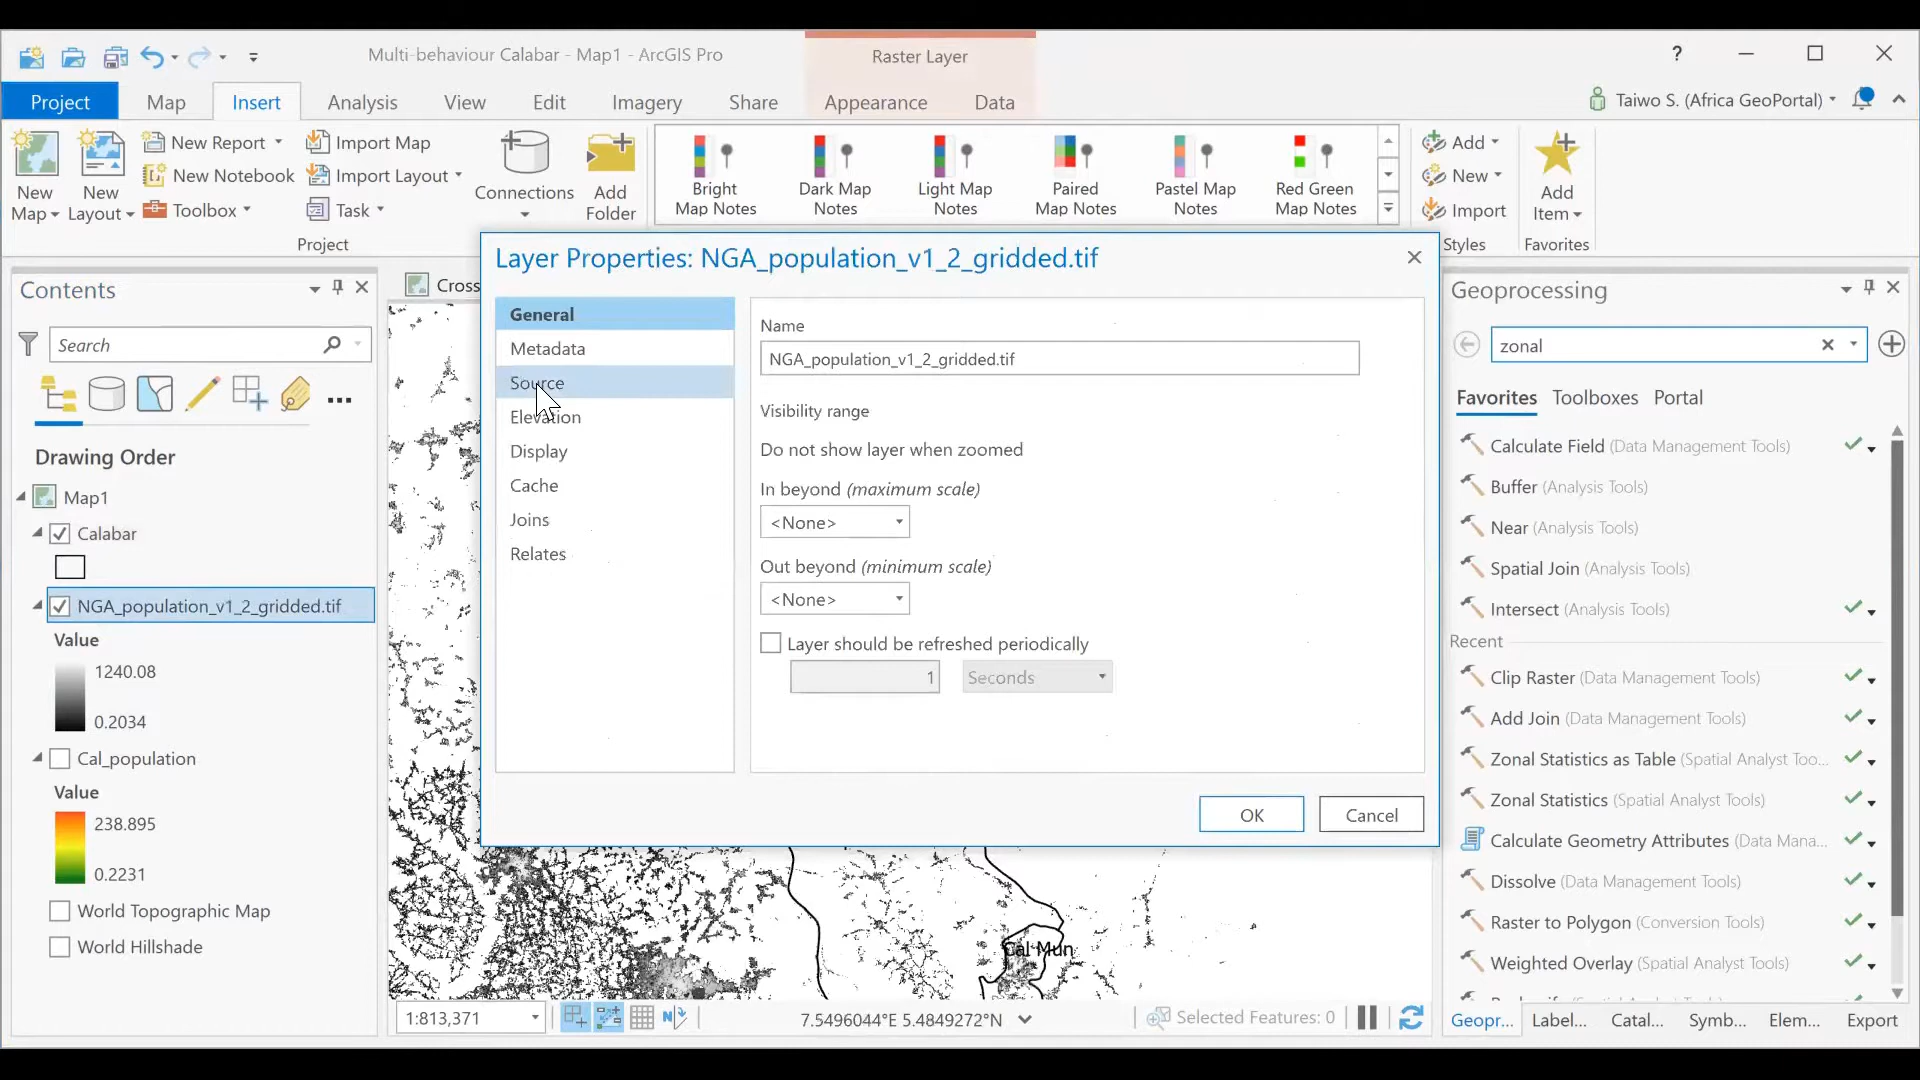 Multi-behaviour Calabar - Map1 - ArcGIS Pro
Raster Layer
?
Project
Map
Insert
Analysis
View
Edit
Imagery
Share
Appearance
Data
Taiwo S. (Africa GeoPortal)
New Map
New Layout
New Report
New Notebook
Toolbox
Import Map
Import Layout
Task
Project
Connections
Add Folder
Bright Map Notes
Dark Map Notes
Light Map Notes
Paired Map Notes
Pastel Map Notes
Red Green Map Notes
Add
New
Import
Styles
Add Item
Favorites
Contents
Search
Drawing Order
Map1
Calabar
NGA_population_v1_2_gridded.tif
Value
1240.08
0.2034
Cal_population
Value
238.895
0.2231
World Topographic Map
World Hillshade
Cross
Layer Properties: NGA_population_v1_2_gridded.tif
General
Metadata
Source
Elevation
Display
Cache
Joins
Relates
Name
NGA_population_v1_2_gridded.tif
Visibility range
Do not show layer when zoomed
In beyond (maximum scale)
<None>
Out beyond (minimum scale)
<None>
Layer should be refreshed periodically
1
Seconds
OK
Cancel
Cal Mun
1:813,371
7.5496044°E 5.4849272°N
Selected Features: 0
Geoprocessing
zonal
Favorites
Toolboxes
Portal
Calculate Field (Data Management Tools)
Buffer (Analysis Tools)
Near (Analysis Tools)
Spatial Join (Analysis Tools)
Intersect (Analysis Tools)
Recent
Clip Raster (Data Management Tools)
Add Join (Data Management Tools)
Zonal Statistics as Table (Spatial Analyst Too...
Zonal Statistics (Spatial Analyst Tools)
Calculate Geometry Attributes (Data Mana...
Dissolve (Data Management Tools)
Raster to Polygon (Conversion Tools)
Weighted Overlay (Spatial Analyst Tools)
Geopr...
Label...
Catal...
Symb...
Elem...
Export